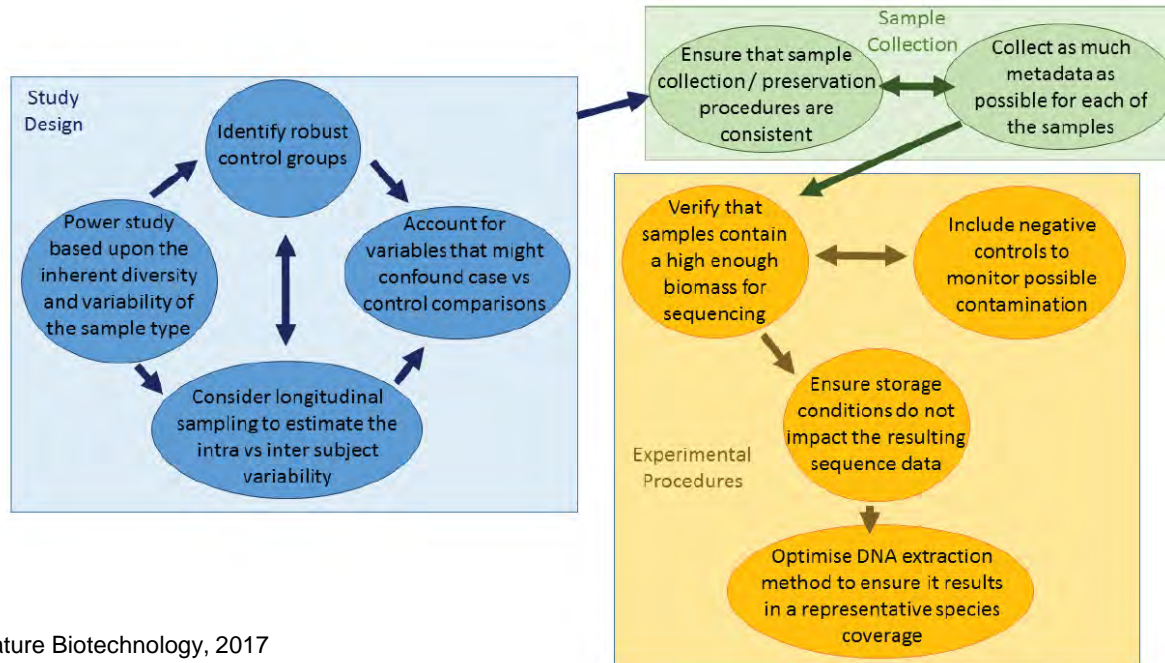 Study
Design
Identify robust
control groups
Power study
based upon the
inherent diversity
and variability of
the sample type
Account for
variables that might
confound case vs
control comparisons
Consider longitudinal
sampling to estimate the
intra vs inter subject
variability
Sample
Collection
Ensure that sample
collection / preservation
procedures are
consistent
Collect as much
metadata as
possible for each of
the samples
Verify that
samples contain
a high enough
biomass for
sequencing
Include negative
controls to
monitor possible
contamination
Ensure storage
conditions do not
impact the resulting
sequence data
Experimental
Procedures
Optimise DNA extraction
method to ensure it results
in a representative species
coverage
ature Biotechnology, 2017